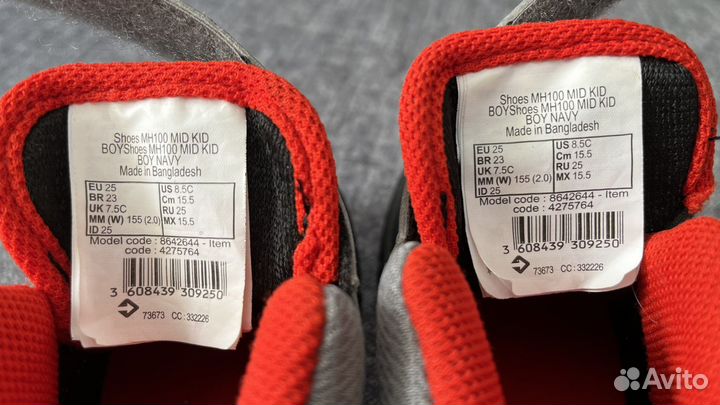 Shoes MH100 MID KID
BOYShoes MH100 MID KID
BOY NAVY
Made in Bangladesh
EU 25 US 8.5C
BR 23 Cm 15.5
UK 7.5C RU 25
MM (W) 155 (2.0) MX 15.5
ID 25
Model code : 8642644 - Item
code : 4275764
3 608439 309250
73673 CC : 332226
Shoes MH100 MID KID
BOYShoes MH100 MID KID
BOY NAVY
Made in Bangladesh
EU 25 US 8.5C
BR 23 Cm 15.5
UK 7.5C RU 25
MM (W) 155 (2.0) MX 15.5
ID 25
Model code : 8642644 - Item
code : 4275764
3 608439 309250
73673 CC : 332226
Avito